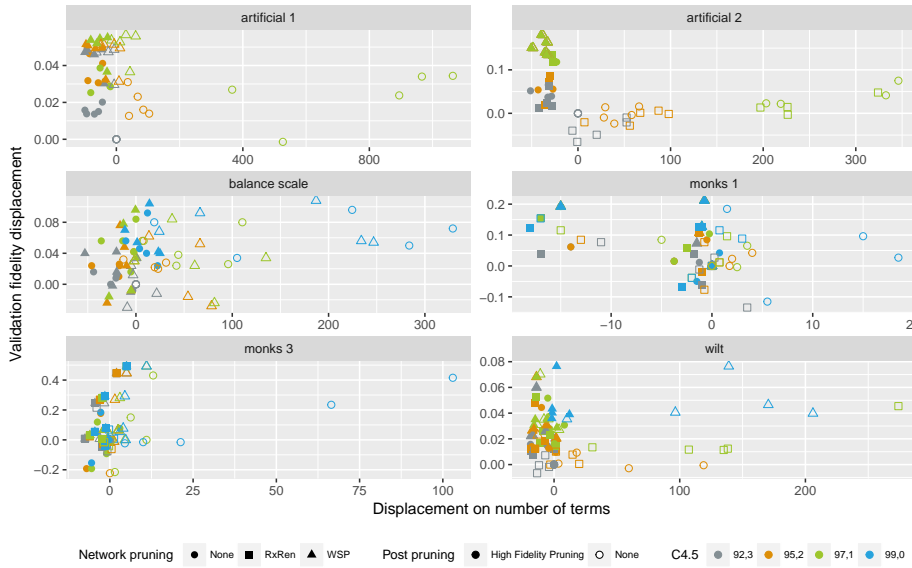 artificial 1
artificial 2
0.04
0.02
0.00
0 400 800
0.1
0.0
0 100 200 300
balance scale
monks 1
0.08
0.04
0.00
0 100 200 300
0.2
0.1
0.0
−0.1
−10 0 10 20
monks 3
wilt
0.4
0.2
0.0
−0.2
0 25 50 75 100
0.08
0.06
0.04
0.02
0.00
0 100 200
Validation fidelity displacement
Displacement on number of terms
Network pruning None RxRen WSP Post pruning High Fidelity Pruning None C4.5 92,3 95,2 97,1 99,0